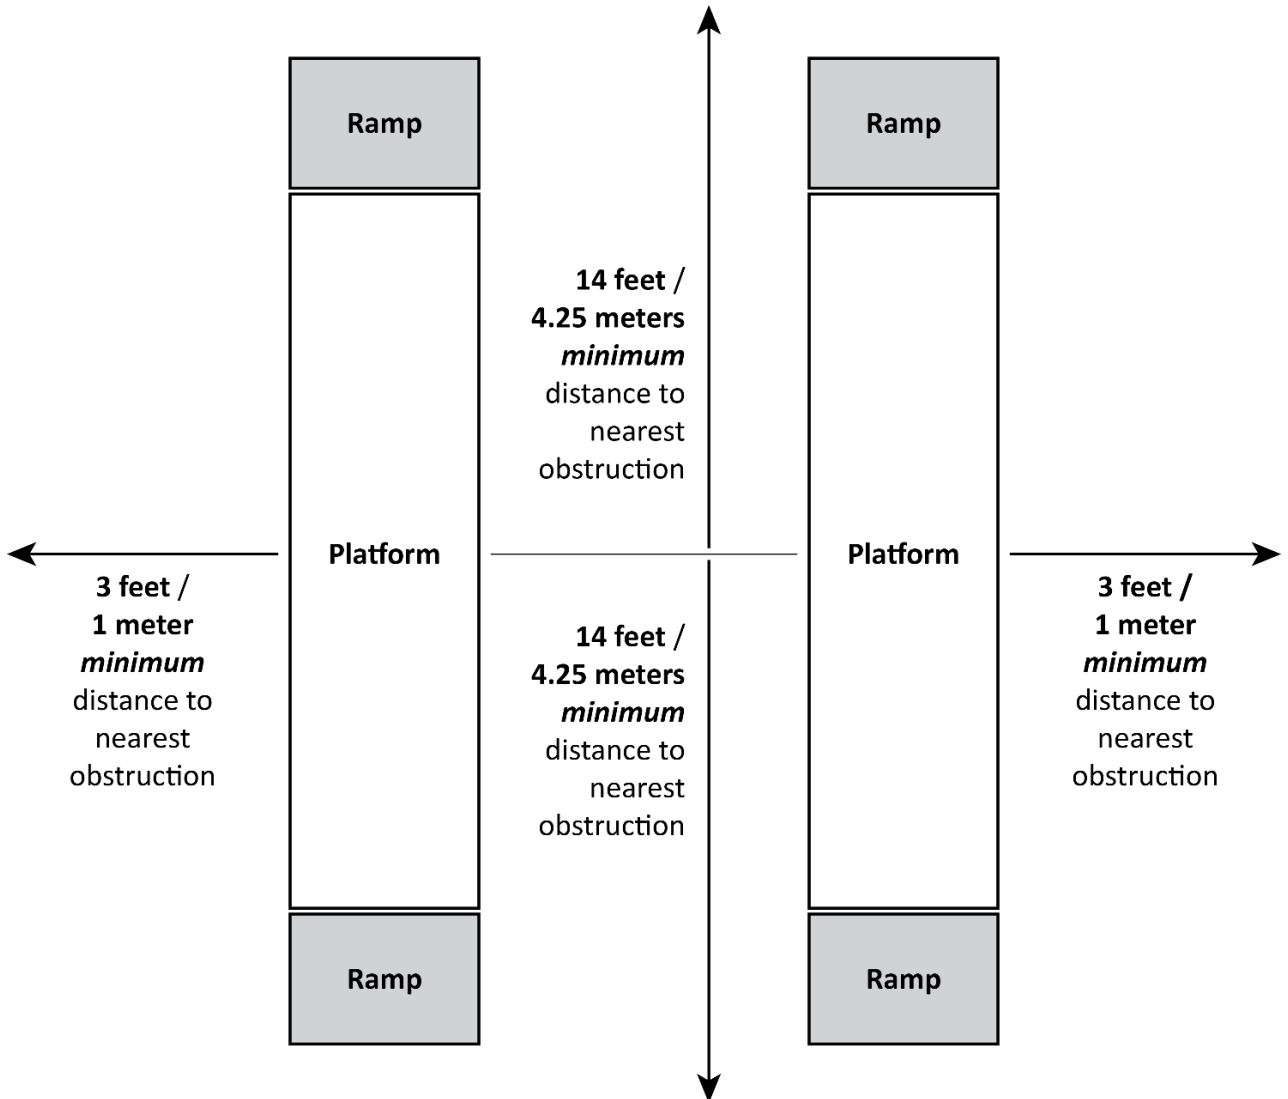 Ramp
Ramp
14 feet /
4.25 meters
minimum
distance to
nearest
obstruction
Platform
Platform
3 feet /
1 meter
minimum
distance to
nearest
obstruction
14 feet /
4.25 meters
minimum
distance to
nearest
obstruction
3 feet /
1 meter
minimum
distance to
nearest
obstruction
Ramp
Ramp